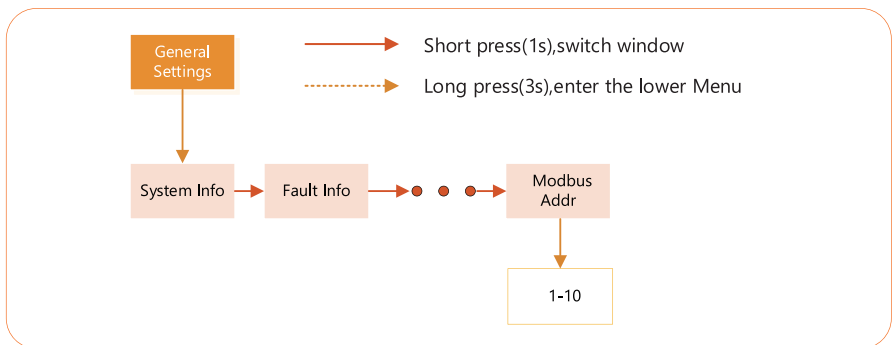 General
Settings
Short press(1s),switch window
Long press(3s),enter the lower Menu
System Info
Fault Info
Modbus
Addr
1-10